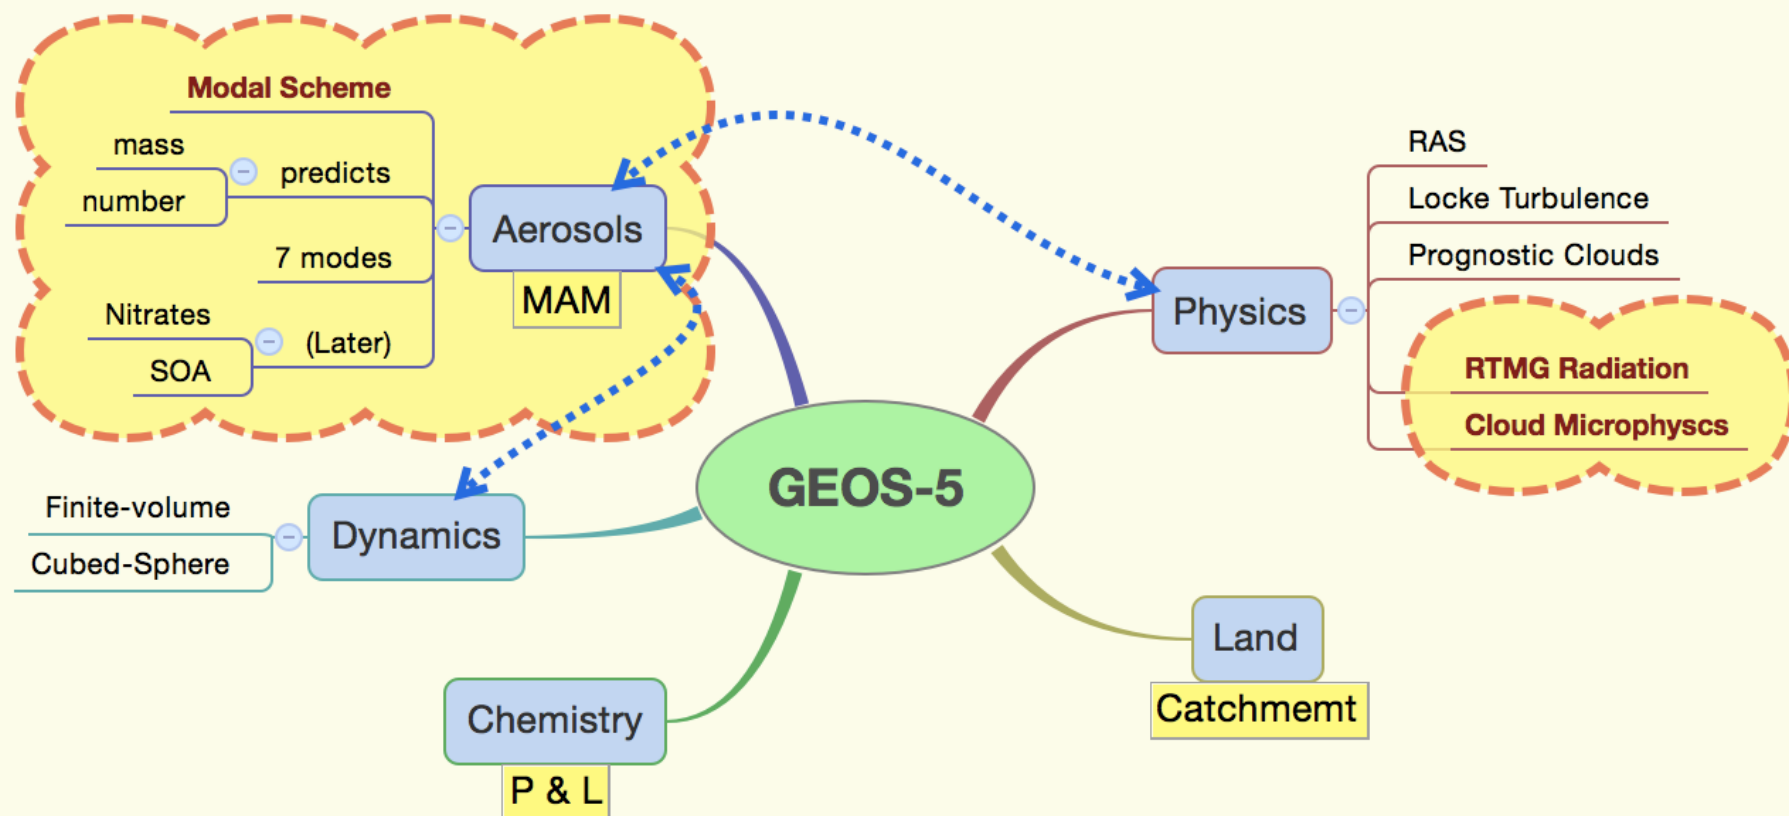 Modal Scheme
mass
number
predicts
7 modes
Nitrates
SOA
(Later)
Aerosols
MAM
RAS
Locke Turbulence
Prognostic Clouds
RTMG Radiation
Cloud Microphyscs
Physics
GEOS-5
Finite-volume
Cubed-Sphere
Dynamics
Land
Catchmemt
Chemistry
P & L